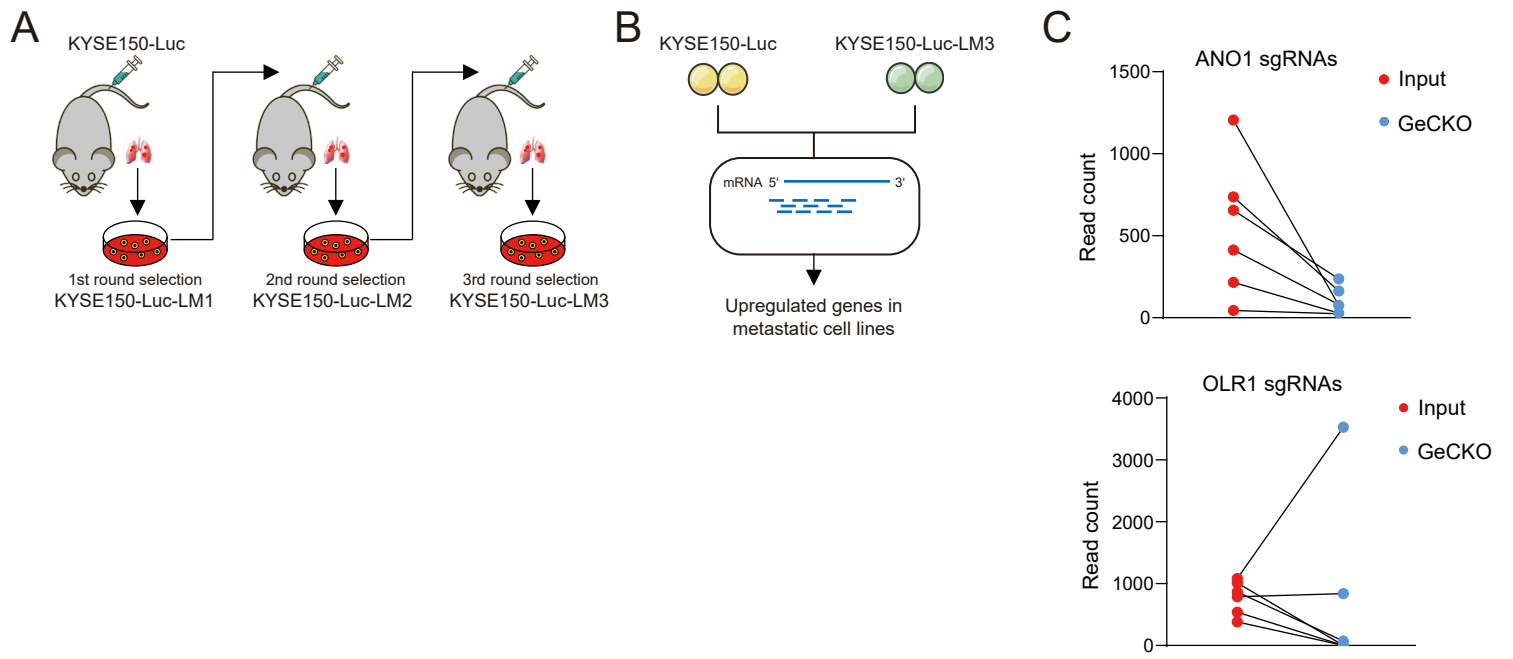 A
KYSE150-Luc
1st round selection
KYSE150-Luc-LM1
2nd round selection
KYSE150-Luc-LM2
3rd round selection
KYSE150-Luc-LM3
B
KYSE150-Luc
KYSE150-Luc-LM3
mRNA 5‘ 3‘
Upregulated genes in
metastatic cell lines
C
ANO1 sgRNAs
Read count
1500
1000
500
0
Input
GeCKO
OLR1 sgRNAs
Read count
4000
3000
2000
1000
0
Input
GeCKO